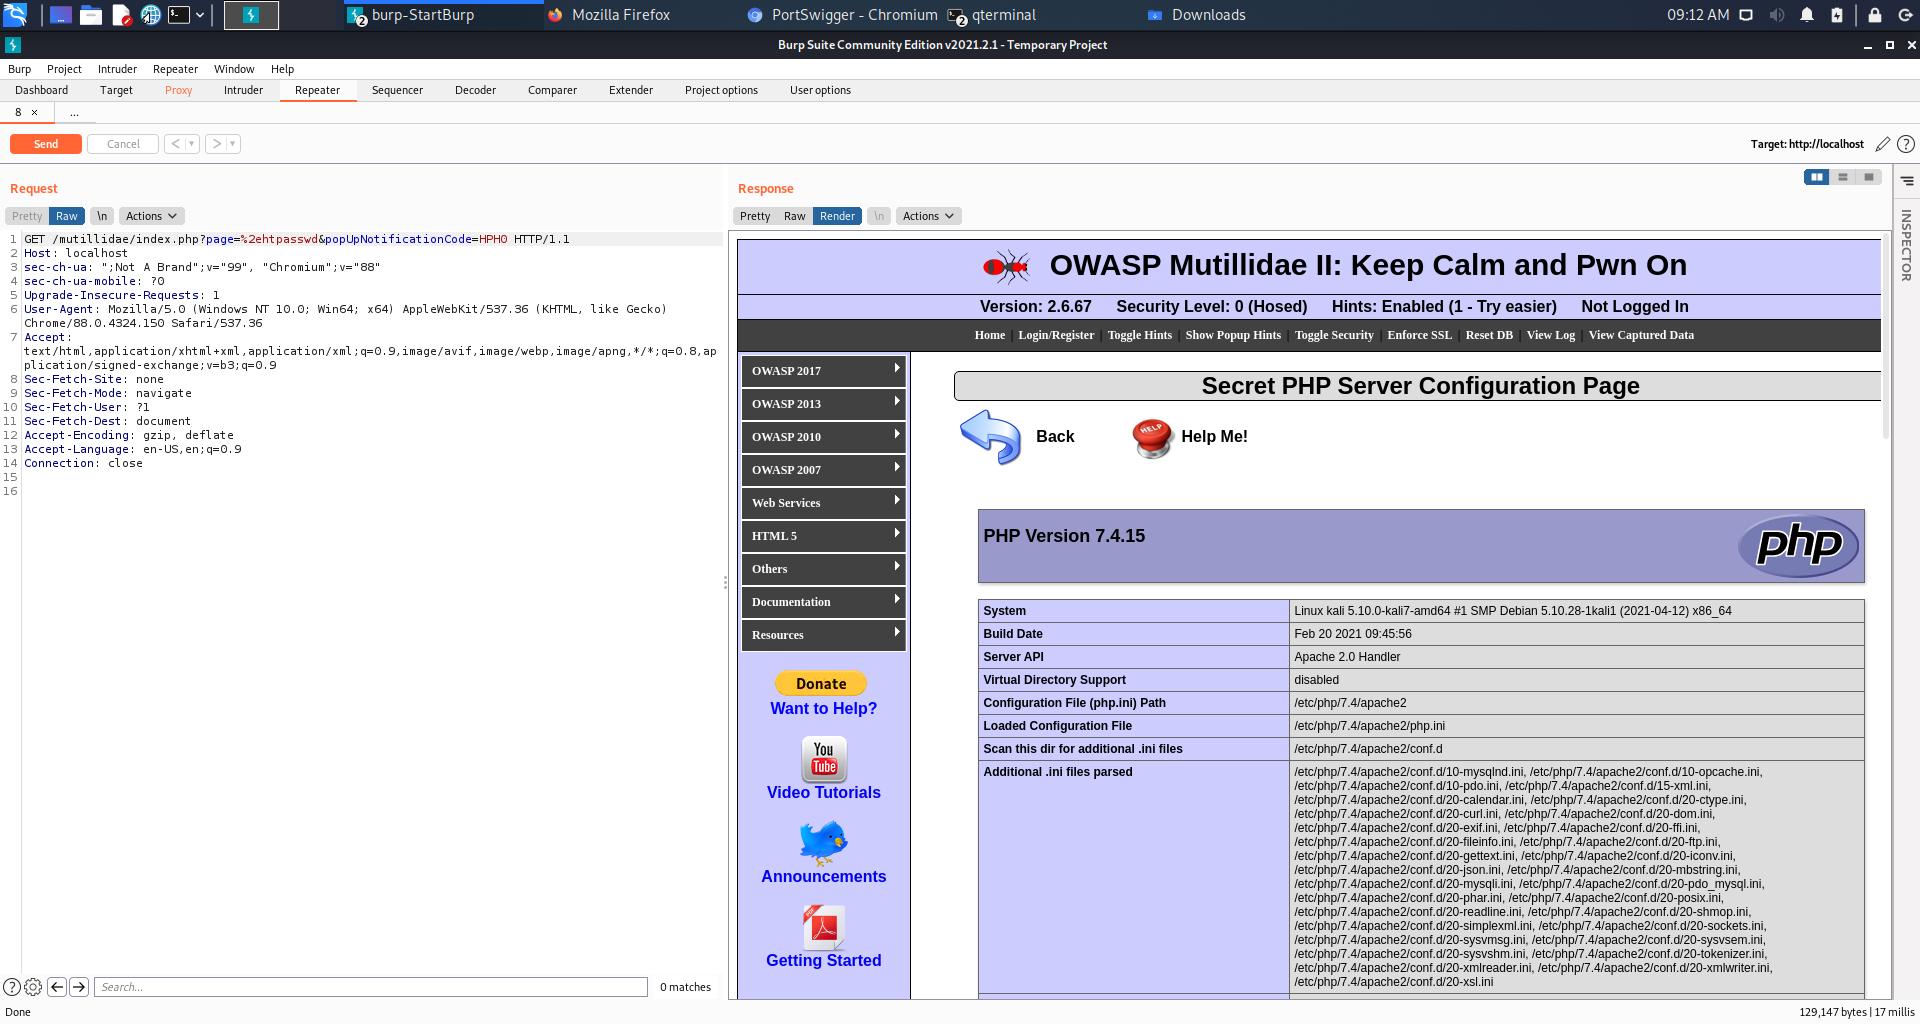 burp-StartBurp
Mozilla Firefox
PortSwigger - Chromium
qterminal
Downloads
09:12 AM
2
2
Burp Suite Community Edition v2021.2.1 - Temporary Project
Burp Project Intruder Repeater Window Help
Dashboard Target Proxy Intruder Repeater Sequencer Decoder Comparer Extender Project options User options
8 × ...
Send Cancel < > Target: http://localhost ?
Request
Pretty Raw \n Actions
1 GET /mutillidae/index.php?page=%2ehtpasswd&popUpNotificationCode=HPH0 HTTP/1.1
2 Host: localhost
3 sec-ch-ua: ";Not A Brand";v="99", "Chromium";v="88"
4 sec-ch-ua-mobile: ?0
5 Upgrade-Insecure-Requests: 1
6 User-Agent: Mozilla/5.0 (Windows NT 10.0; Win64; x64) AppleWebKit/537.36 (KHTML, like Gecko)
Chrome/88.0.4324.150 Safari/537.36
7 Accept:
text/html,application/xhtml+xml,application/xml;q=0.9,image/avif,image/webp,image/apng,*/*;q=0.8,ap
plication/signed-exchange;v=b3;q=0.9
8 Sec-Fetch-Site: none
9 Sec-Fetch-Mode: navigate
10 Sec-Fetch-User: ?1
11 Sec-Fetch-Dest: document
12 Accept-Encoding: gzip, deflate
13 Accept-Language: en-US,en;q=0.9
14 Connection: close
15
16
? Search... 0 matches
Done
Response
Pretty Raw Render \n Actions
INSPECTOR
OWASP Mutillidae II: Keep Calm and Pwn On
Version: 2.6.67 Security Level: 0 (Hosed) Hints: Enabled (1 - Try easier) Not Logged In
Home | Login/Register | Toggle Hints | Show Popup Hints | Toggle Security | Enforce SSL | Reset DB | View Log | View Captured Data
OWASP 2017
OWASP 2013
OWASP 2010
OWASP 2007
Web Services
HTML 5
Others
Documentation
Resources
Donate
Want to Help?
You
Tube
Video Tutorials
Announcements
Getting Started
Secret PHP Server Configuration Page
Back
HELP
Help Me!
PHP Version 7.4.15
php
System Linux kali 5.10.0-kali7-amd64 #1 SMP Debian 5.10.28-1kali1 (2021-04-12) x86_64
Build Date Feb 20 2021 09:45:56
Server API Apache 2.0 Handler
Virtual Directory Support disabled
Configuration File (php.ini) Path /etc/php/7.4/apache2
Loaded Configuration File /etc/php/7.4/apache2/php.ini
Scan this dir for additional .ini files /etc/php/7.4/apache2/conf.d
Additional .ini files parsed /etc/php/7.4/apache2/conf.d/10-mysqlnd.ini, /etc/php/7.4/apache2/conf.d/10-opcache.ini,
/etc/php/7.4/apache2/conf.d/10-pdo.ini, /etc/php/7.4/apache2/conf.d/15-xml.ini,
/etc/php/7.4/apache2/conf.d/20-calendar.ini, /etc/php/7.4/apache2/conf.d/20-ctype.ini,
/etc/php/7.4/apache2/conf.d/20-curl.ini, /etc/php/7.4/apache2/conf.d/20-dom.ini,
/etc/php/7.4/apache2/conf.d/20-exif.ini, /etc/php/7.4/apache2/conf.d/20-ffi.ini,
/etc/php/7.4/apache2/conf.d/20-fileinfo.ini, /etc/php/7.4/apache2/conf.d/20-ftp.ini,
/etc/php/7.4/apache2/conf.d/20-gettext.ini, /etc/php/7.4/apache2/conf.d/20-iconv.ini,
/etc/php/7.4/apache2/conf.d/20-json.ini, /etc/php/7.4/apache2/conf.d/20-mbstring.ini,
/etc/php/7.4/apache2/conf.d/20-mysqli.ini, /etc/php/7.4/apache2/conf.d/20-pdo_mysql.ini,
/etc/php/7.4/apache2/conf.d/20-phar.ini, /etc/php/7.4/apache2/conf.d/20-posix.ini,
/etc/php/7.4/apache2/conf.d/20-readline.ini, /etc/php/7.4/apache2/conf.d/20-shmop.ini,
/etc/php/7.4/apache2/conf.d/20-simplexml.ini, /etc/php/7.4/apache2/conf.d/20-sockets.ini,
/etc/php/7.4/apache2/conf.d/20-sysvmsg.ini, /etc/php/7.4/apache2/conf.d/20-sysvsem.ini,
/etc/php/7.4/apache2/conf.d/20-sysvshm.ini, /etc/php/7.4/apache2/conf.d/20-tokenizer.ini,
/etc/php/7.4/apache2/conf.d/20-xmlreader.ini, /etc/php/7.4/apache2/conf.d/20-xmlwriter.ini,
/etc/php/7.4/apache2/conf.d/20-xsl.ini
129,147 bytes | 17 millis